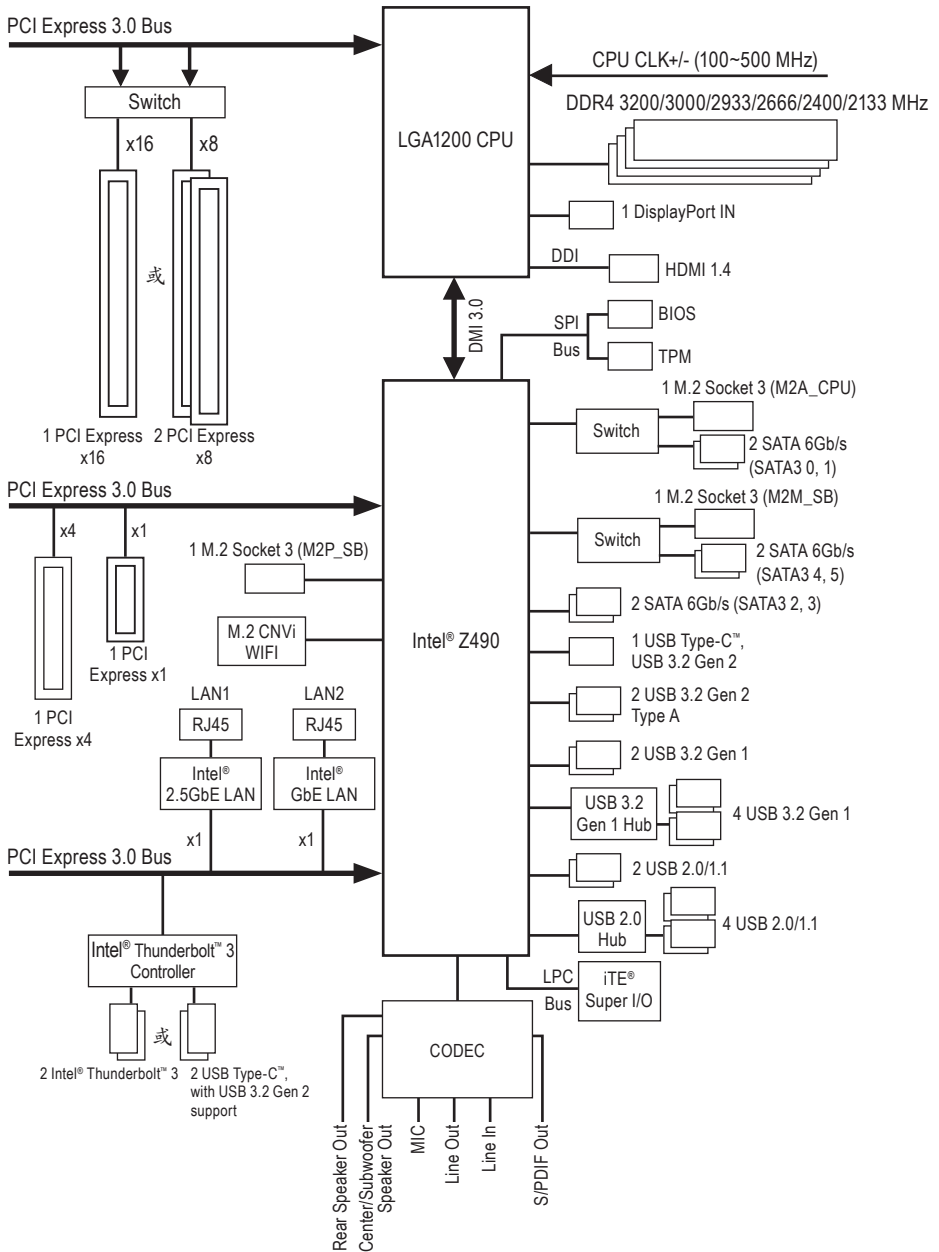 PCI Express 3.0 Bus
Switch
x16
x8
或
1 PCI Express
x16
2 PCI Express
x8
LGA1200 CPU
CPU CLK+/- (100~500 MHz)
DDR4 3200/3000/2933/2666/2400/2133 MHz
1 DisplayPort IN
DDI
HDMI 1.4
DMI 3.0
SPI
Bus
BIOS
TPM
1 M.2 Socket 3 (M2A_CPU)
Switch
2 SATA 6Gb/s
(SATA3 0, 1)
PCI Express 3.0 Bus
x4
x1
1 PCI
Express x4
1 PCI
Express x1
1 M.2 Socket 3 (M2P_SB)
M.2 CNVi
WIFI
Intel® Z490
1 M.2 Socket 3 (M2M_SB)
Switch
2 SATA 6Gb/s
(SATA3 4, 5)
2 SATA 6Gb/s (SATA3 2, 3)
1 USB Type-C™,
USB 3.2 Gen 2
2 USB 3.2 Gen 2
Type A
2 USB 3.2 Gen 1
USB 3.2
Gen 1 Hub
4 USB 3.2 Gen 1
2 USB 2.0/1.1
USB 2.0
Hub
4 USB 2.0/1.1
LAN1
RJ45
Intel®
2.5GbE LAN
x1
LAN2
RJ45
Intel®
GbE LAN
x1
PCI Express 3.0 Bus
Intel® Thunderbolt™ 3
Controller
或
2 Intel® Thunderbolt™ 3
2 USB Type-C™,
with USB 3.2 Gen 2
support
LPC
Bus
iTE®
Super I/O
CODEC
Rear Speaker Out
Center/Subwoofer
Speaker Out
MIC
Line Out
Line In
S/PDIF Out